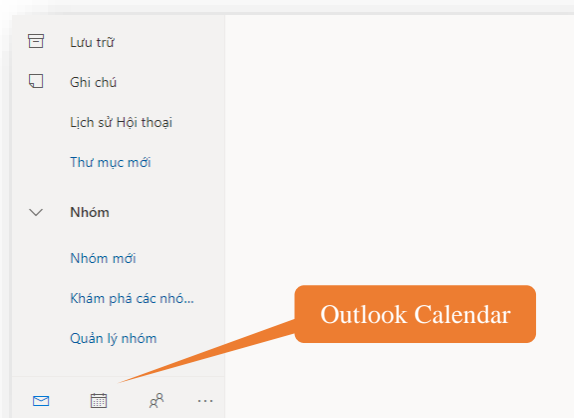 Lưu trữ
Ghi chú
Lịch sử Hội thoại
Thư mục mới
Nhóm
Nhóm mới
Khám phá các nhó...
Outlook Calendar
Quản lý nhóm